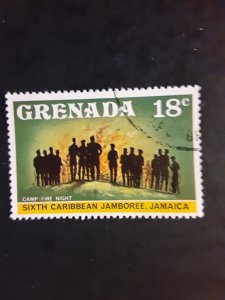 GRENADA 18c
CAMP-FIRE NIGHT
SIXTH CARIBBEAN JAMBOREE, JAMAICA